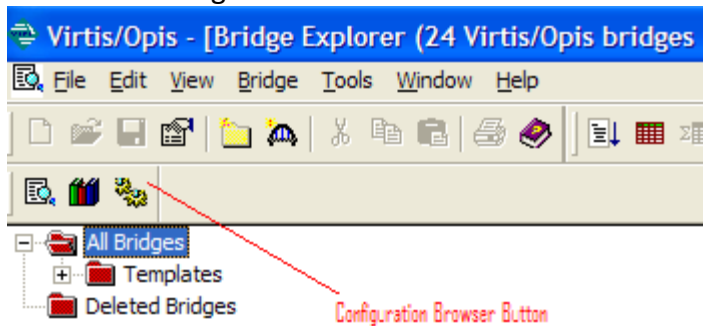 Virtis/Opis - [Bridge Explorer (24 Virtis/Opis bridges
File Edit View Bridge Tools Window Help
All Bridges
Templates
Deleted Bridges
Configuration Browser Button